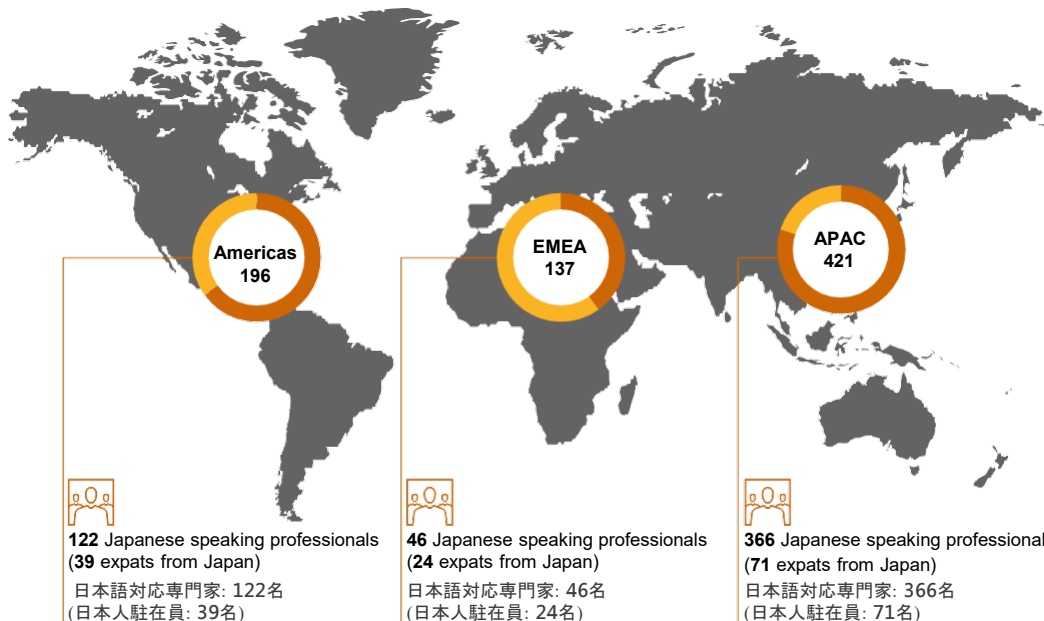 Americas
196
EMEA
137
APAC
421
122 Japanese speaking professionals
(39 expats from Japan)
日本語対応専門家: 122名
(日本人駐在員: 39名)
46 Japanese speaking professionals
(24 expats from Japan)
日本語対応専門家: 46名
(日本人駐在員: 24名)
366 Japanese speaking professional
(71 expats from Japan)
日本語対応専門家: 366名
(日本人駐在員: 71名)